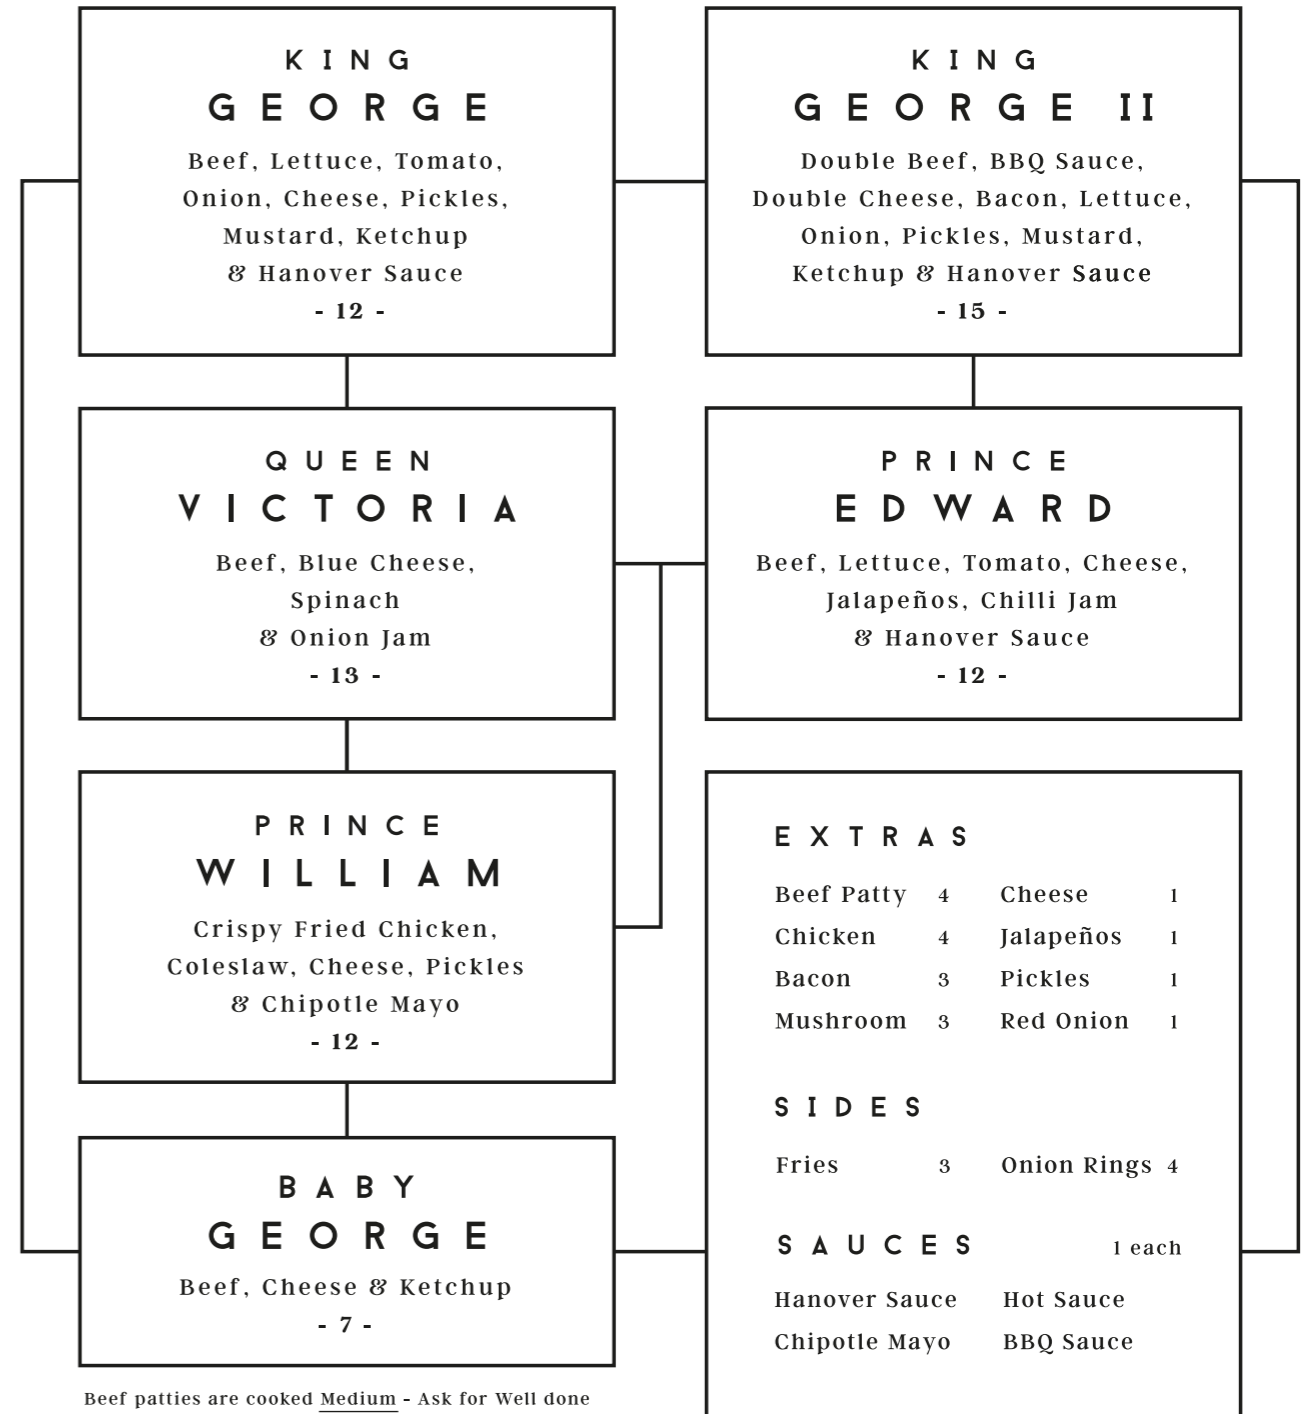 KING
GEORGE
Beef, Lettuce, Tomato,
Onion, Cheese, Pickles,
Mustard, Ketchup
& Hanover Sauce
- 12 -
KING
GEORGE II
Double Beef, BBQ Sauce,
Double Cheese, Bacon, Lettuce,
Onion, Pickles, Mustard,
Ketchup & Hanover Sauce
- 15 -
QUEEN
VICTORIA
Beef, Blue Cheese,
Spinach
& Onion Jam
- 13 -
PRINCE
EDWARD
Beef, Lettuce, Tomato, Cheese,
Jalapeños, Chilli Jam
& Hanover Sauce
- 12 -
PRINCE
WILLIAM
Crispy Fried Chicken,
Coleslaw, Cheese, Pickles
& Chipotle Mayo
- 12 -
BABY
GEORGE
Beef, Cheese & Ketchup
- 7 -
Beef patties are cooked Medium - Ask for Well done
EXTRAS
Beef Patty 4 Cheese 1
Chicken 4 Jalapeños 1
Bacon 3 Pickles 1
Mushroom 3 Red Onion 1
SIDES
Fries 3 Onion Rings 4
SAUCES 1 each
Hanover Sauce Hot Sauce
Chipotle Mayo BBQ Sauce